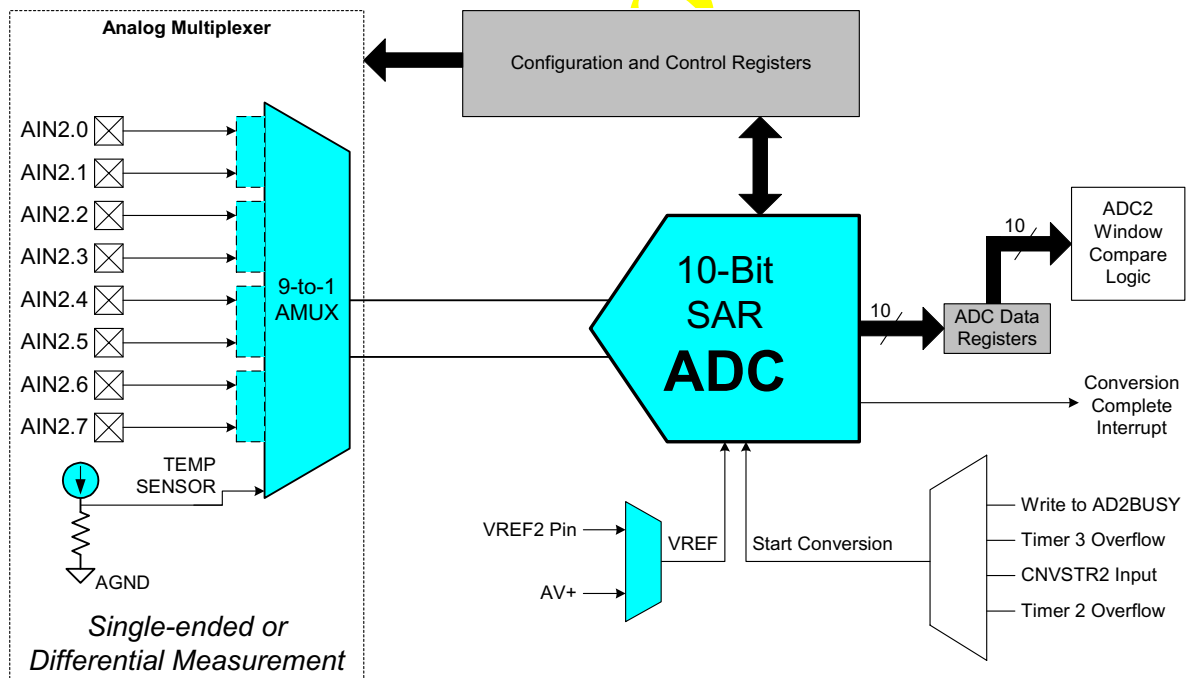 Analog Multiplexer
Configuration and Control Registers
AIN2.0
AIN2.1
AIN2.2
AIN2.3
AIN2.4
AIN2.5
AIN2.6
AIN2.7
9-to-1
AMUX
TEMP
SENSOR
AGND
Single-ended or
Differential Measurement
10-Bit
SAR
ADC
10
ADC Data
Registers
10
ADC2
Window
Compare
Logic
Conversion
Complete
Interrupt
VREF2 Pin
AV+
VREF
Start Conversion
Write to AD2BUSY
Timer 3 Overflow
CNVSTR2 Input
Timer 2 Overflow